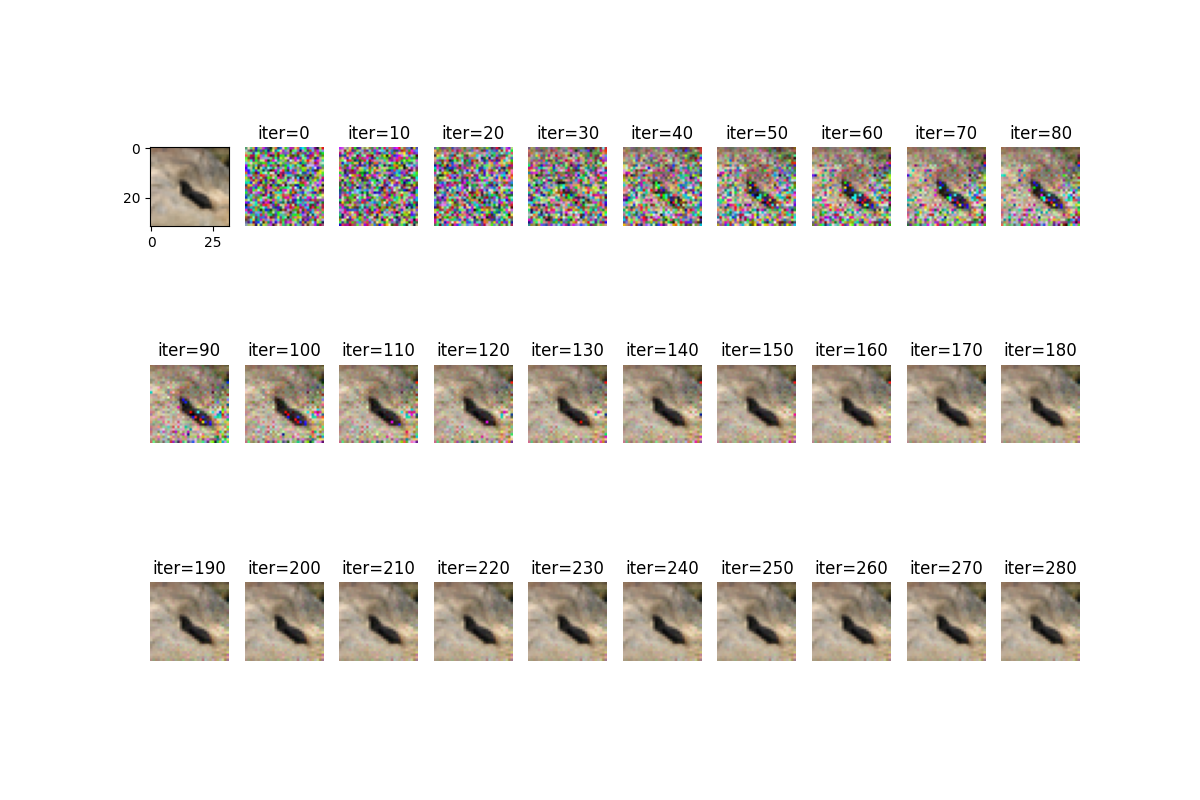 iter=0 iter=10 iter=20 iter=30 iter=40 iter=50 iter=60 iter=70 iter=80
0
20
0 25
iter=90 iter=100 iter=110 iter=120 iter=130 iter=140 iter=150 iter=160 iter=170 iter=180
iter=190 iter=200 iter=210 iter=220 iter=230 iter=240 iter=250 iter=260 iter=270 iter=280